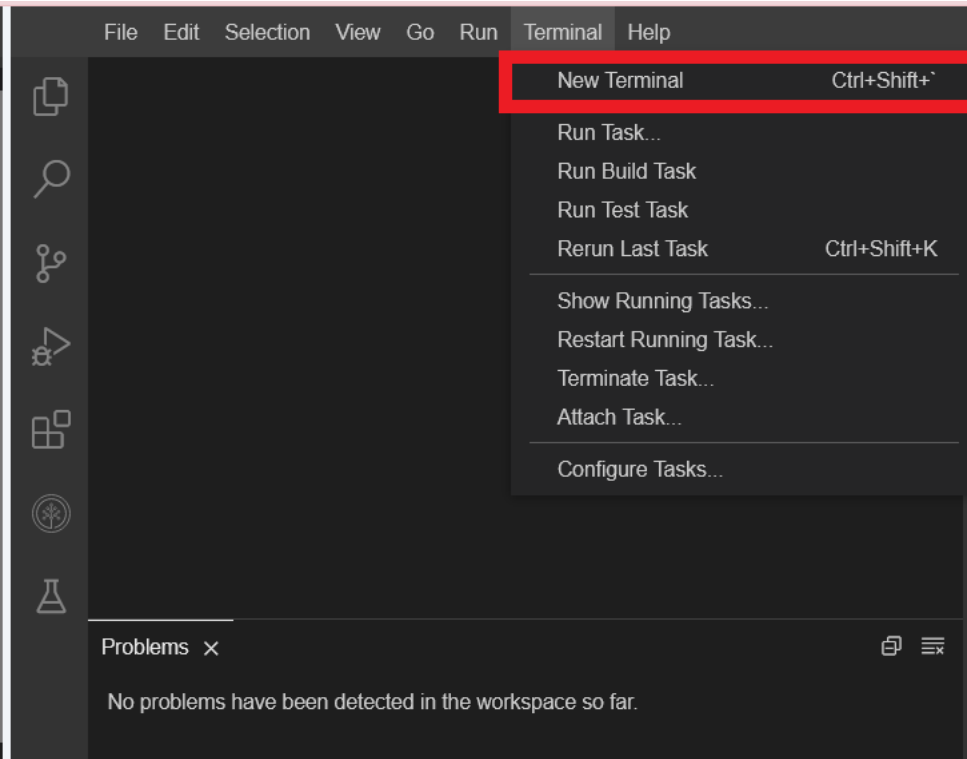 File Edit Selection View Go Run Terminal Help
New Terminal Ctrl+Shift+`
Run Task...
Run Build Task
Run Test Task
Rerun Last Task Ctrl+Shift+K
Show Running Tasks...
Restart Running Task...
Terminate Task...
Attach Task...
Configure Tasks...
Problems
No problems have been detected in the workspace so far.